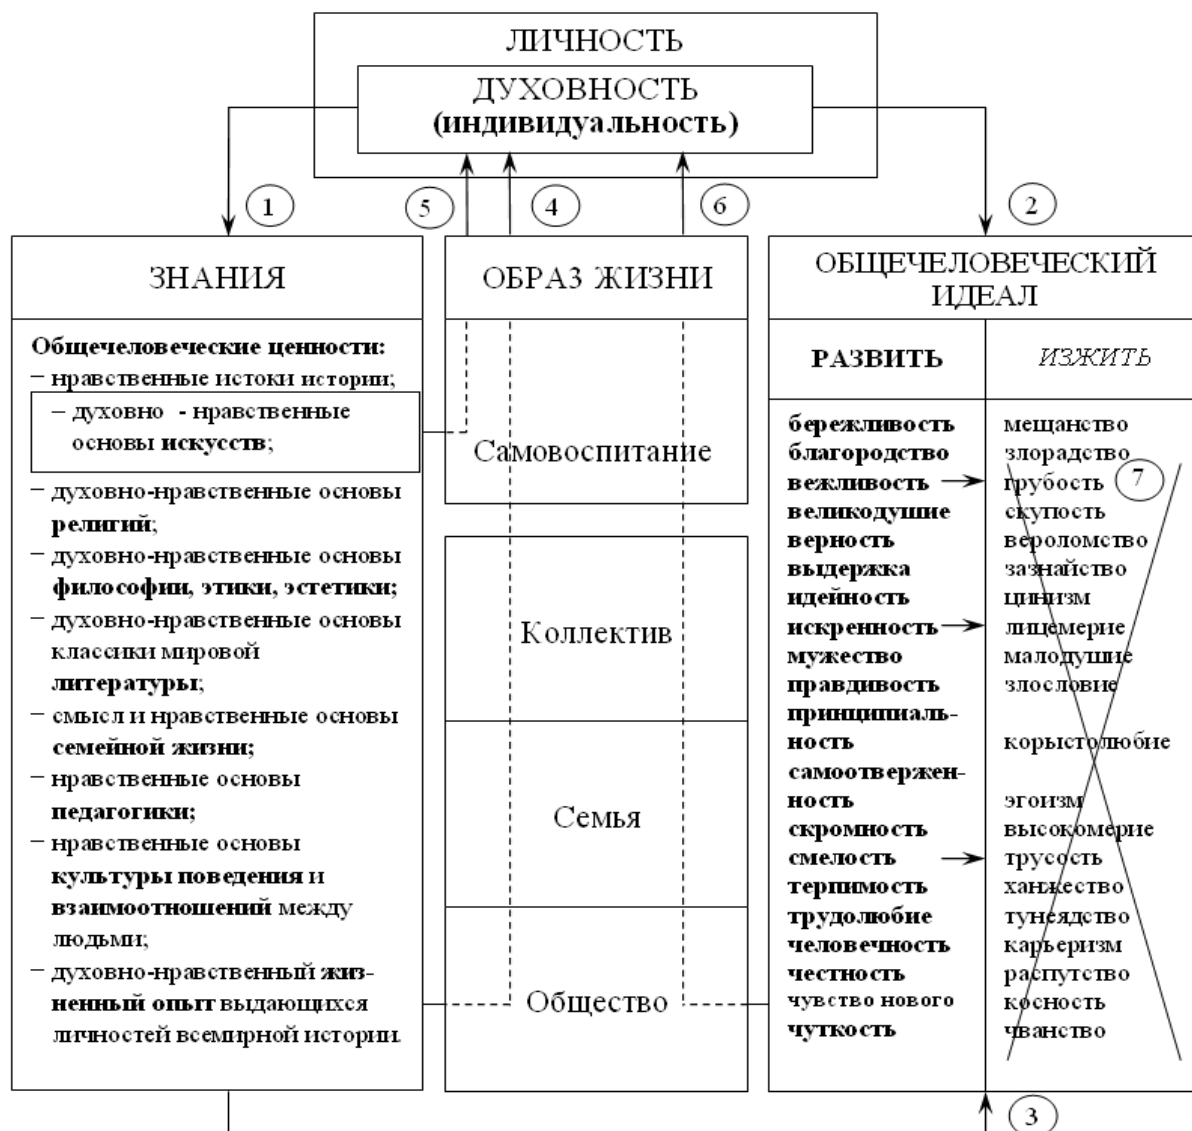 ЛИЧНОСТЬ
ДУХОВНОСТЬ
(индивидуальность)
1
5
4
6
2
ЗНАНИЯ
Общечеловеческие ценности:
– нравственные истоки истории;
– духовно - нравственные
основы искусств;
– духовно-нравственные основы
религий;
– духовно-нравственные основы
философии, этики, эстетики;
– духовно-нравственные основы
классики мировой
литературы;
– смысл и нравственные основы
семейной жизни;
– нравственные основы
педагогики;
– нравственные основы
культуры поведения и
взаимоотношений между
людьми;
– духовно-нравственный жиз-
ненный опыт выдающихся
личностей всемирной истории.
ОБРАЗ ЖИЗНИ
Самовоспитание
Коллектив
Семья
Общество
ОБЩЕЧЕЛОВЕЧЕСКИЙ
ИДЕАЛ
РАЗВИТЬ
бережливость
благородство
вежливость
великодушие
верность
выдержка
идейность
искренность
мужество
правдивость
принципиаль-
ность
самоотвержен-
ность
скромность
смелость
терпимость
трудолюбие
человечность
честность
чувство нового
чуткость
ИЗЖИТЬ
мещанство
злорадство
грубость
скупость
вероломство
зазнайство
цинизм
лицемерие
малодушие
злословие
корыстолюбие
эгоизм
высокомерие
трусость
ханжество
тунеядство
карьеризм
распутство
косность
чванство
7
3